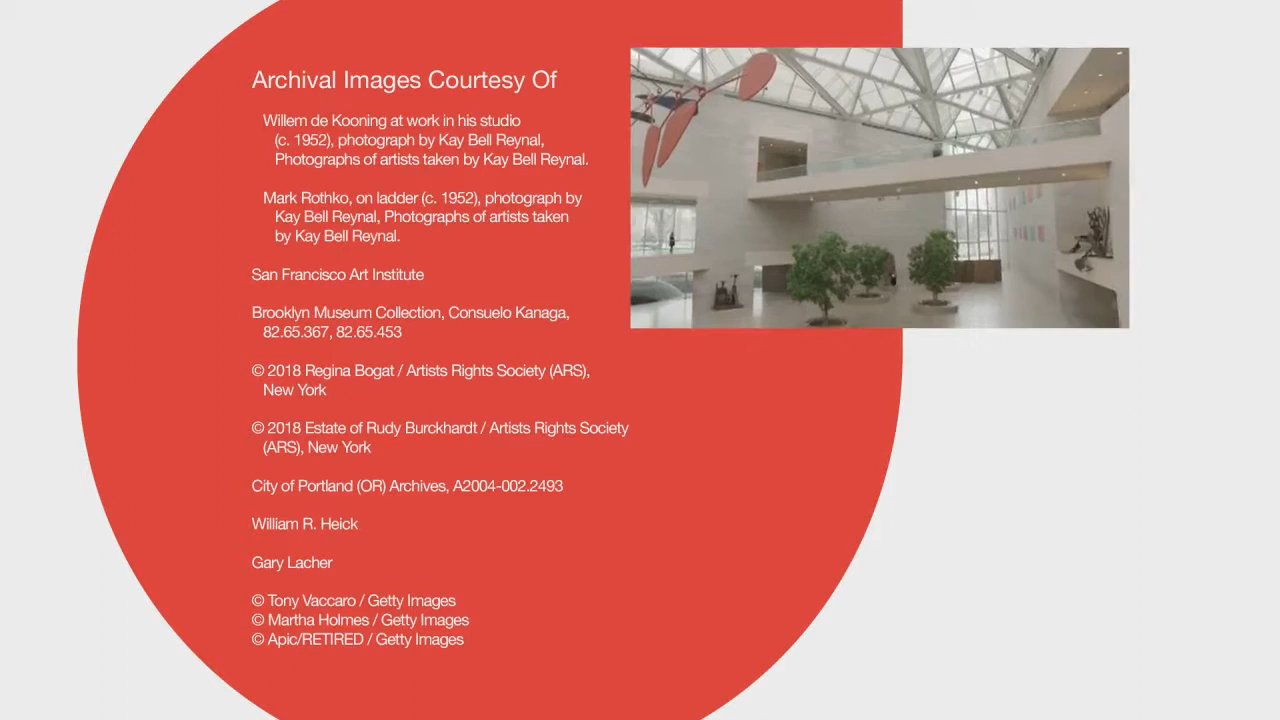 Archival Images Courtesy Of
Willem de Kooning at work in his studio
(c. 1952), photograph by Kay Bell Reynal,
Photographs of artists taken by Kay Bell Reynal.
Mark Rothko, on ladder (c. 1952), photograph by
Kay Bell Reynal, Photographs of artists taken
by Kay Bell Reynal.
San Francisco Art Institute
Brooklyn Museum Collection, Consuelo Kanaga,
82.65.367, 82.65.453
© 2018 Regina Bogat / Artists Rights Society (ARS),
New York
© 2018 Estate of Rudy Burckhardt / Artists Rights Society
(ARS), New York
City of Portland (OR) Archives, A2004-002.2493
William R. Heick
Gary Lacher
© Tony Vaccaro / Getty Images
© Martha Holmes / Getty Images
© Apic/RETIRED / Getty Images